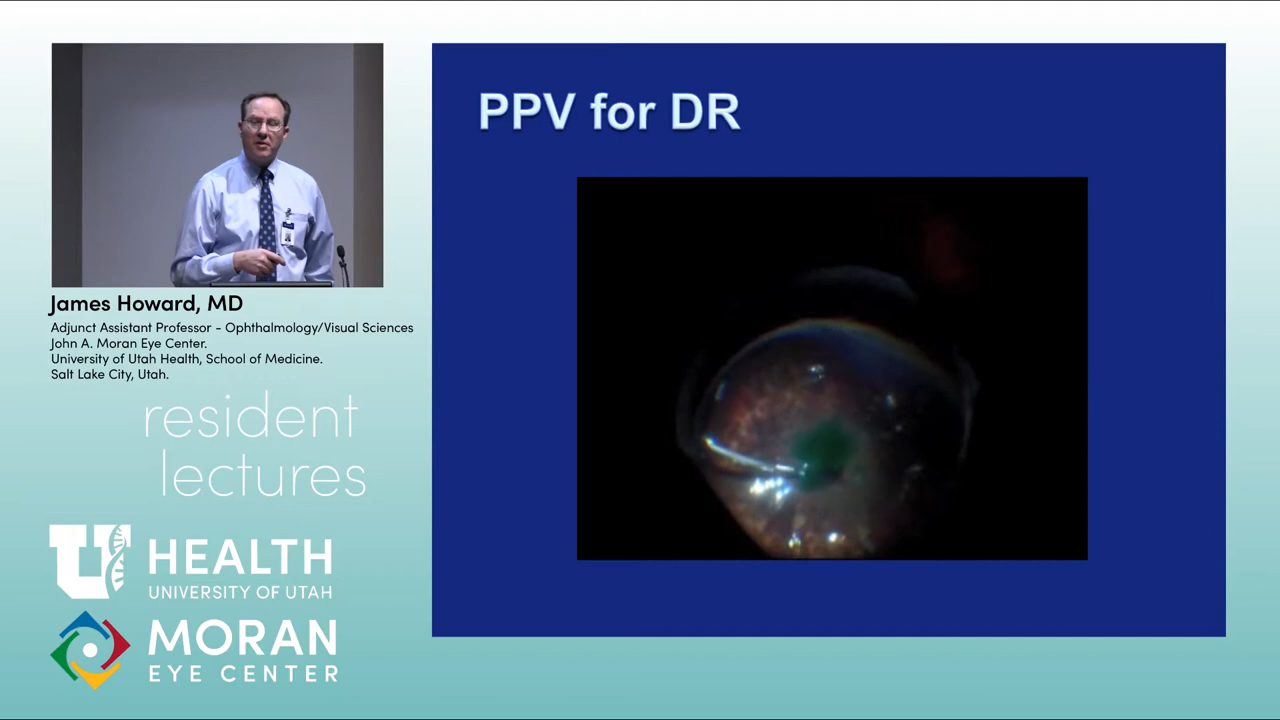 PPV for DR
James Howard, MD
Adjunct Assistant Professor - Ophthalmology/Visual Sciences
John A. Moran Eye Center.
University of Utah Health, School of Medicine.
Salt Lake City, Utah.
resident
lectures
U HEALTH
UNIVERSITY OF UTAH
MORAN
EYE CENTER